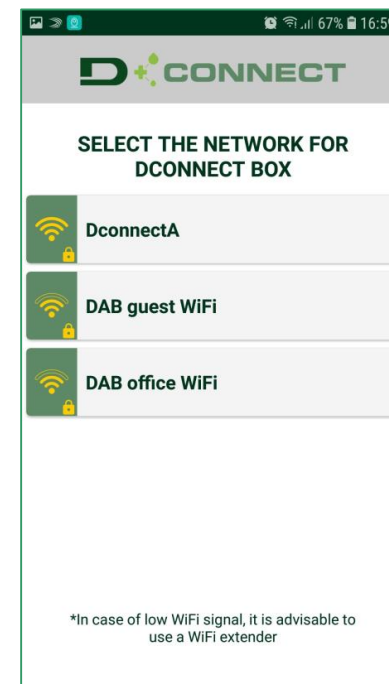 67% 16:59
D+CONNECT
SELECT THE NETWORK FOR
DCONNECT BOX
DconnectA
DAB guest WiFi
DAB office WiFi
*In case of low WiFi signal, it is advisable to
use a WiFi extender